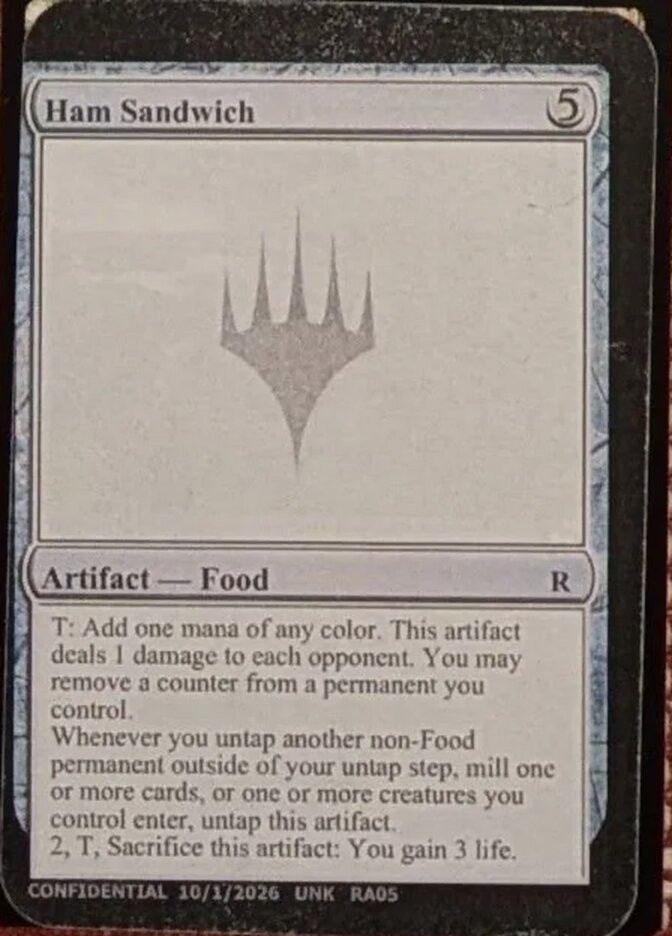 Ham Sandwich 5
Artifact — Food R
T: Add one mana of any color. This artifact
deals 1 damage to each opponent. You may
remove a counter from a permanent you
control.
Whenever you untap another non-Food
permanent outside of your untap step, mill one
or more cards, or one or more creatures you
control enter, untap this artifact.
2, T, Sacrifice this artifact: You gain 3 life.
CONFIDENTIAL 10/1/2026 UNK RA05